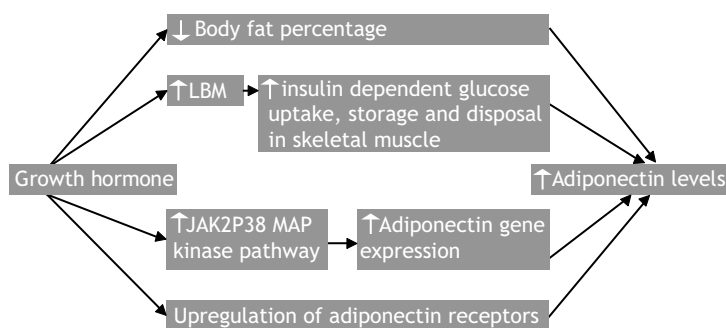 ↓ Body fat percentage
↑LBM
↑insulin dependent glucose
uptake, storage and disposal
in skeletal muscle
Growth hormone
↑Adiponectin levels
↑JAK2P38 MAP
kinase pathway
↑Adiponectin gene
expression
Upregulation of adiponectin receptors